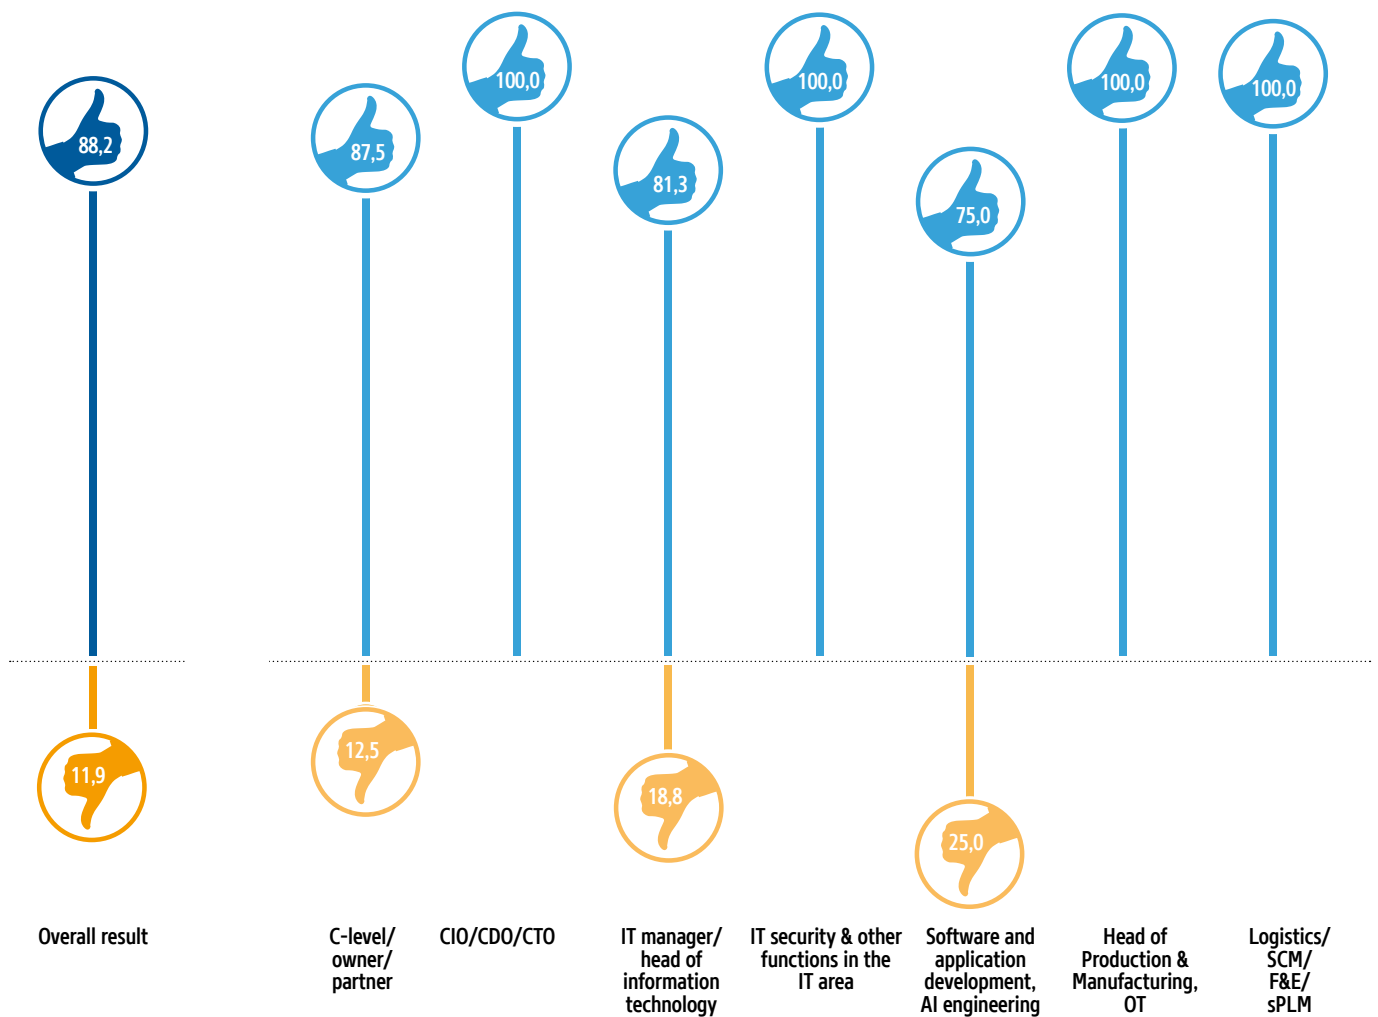 100,0
100,0
100,0
100,0
88,2
87,5
81,3
75,0
11,9
12,5
18,8
25,0
Overall result
C-level/
owner/
partner
CIO/CDO/CTO
IT manager/
head of
information
technology
IT security & other
functions in the
IT area
Software and
application
development,
AI engineering
Head of
Production &
Manufacturing,
OT
Logistics/
SCM/
F&E/
sPLM